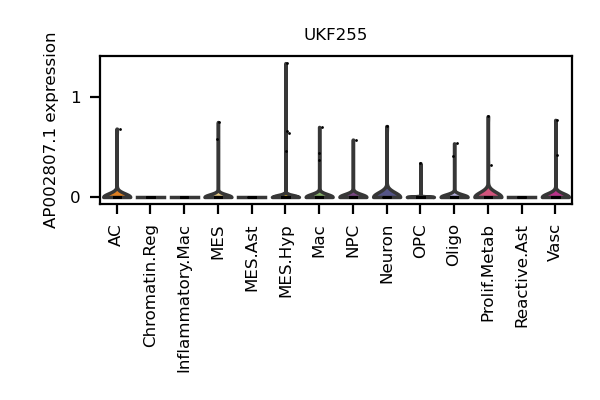 UKF255
AP002807.1 expression
1
0
AC
Chromatin.Reg
Inflammatory.Mac
MES
MES.Ast
MES.Hyp
Mac
NPC
Neuron
OPC
Oligo
Prolif.Metab
Reactive.Ast
Vasc